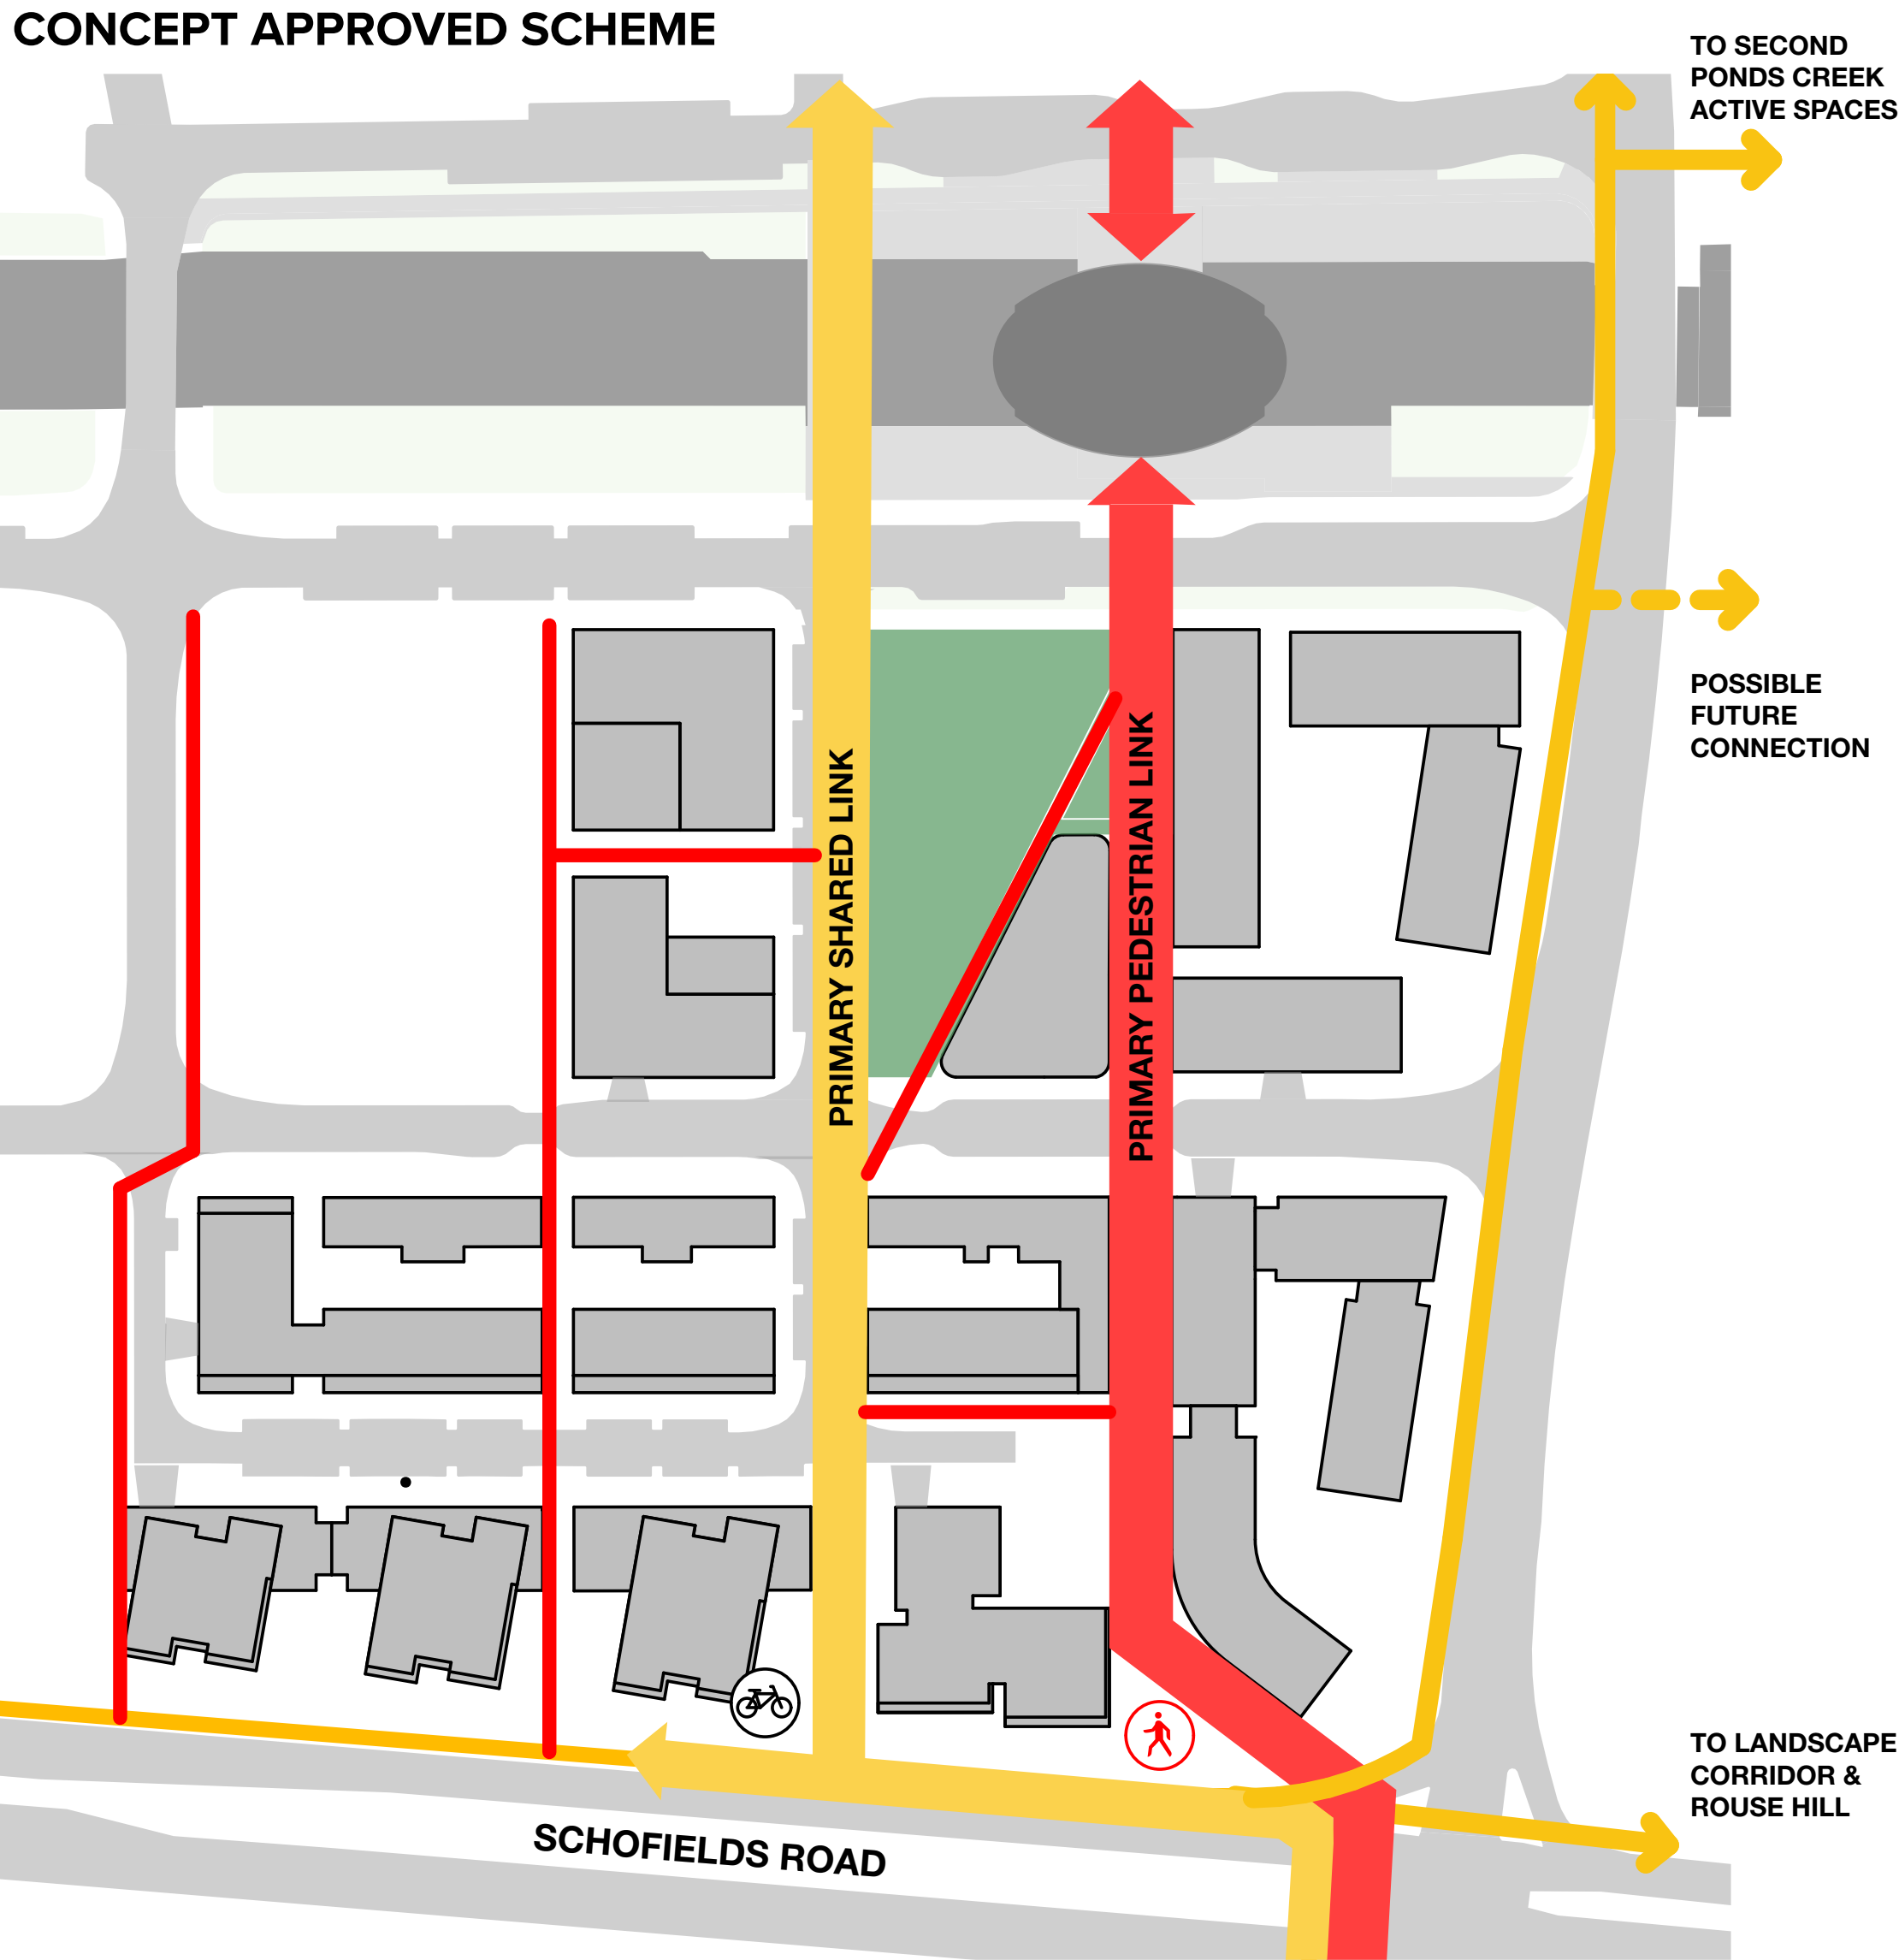 CONCEPT APPROVED SCHEME
TO SECOND
PONDS CREEK
ACTIVE SPACES
POSSIBLE
FUTURE
CONNECTION
PRIMARY SHARED LINK
PRIMARY PEDESTRIAN LINK
TO LANDSCAPE
CORRIDOR &
ROUSE HILL
SCHOFIELDS ROAD